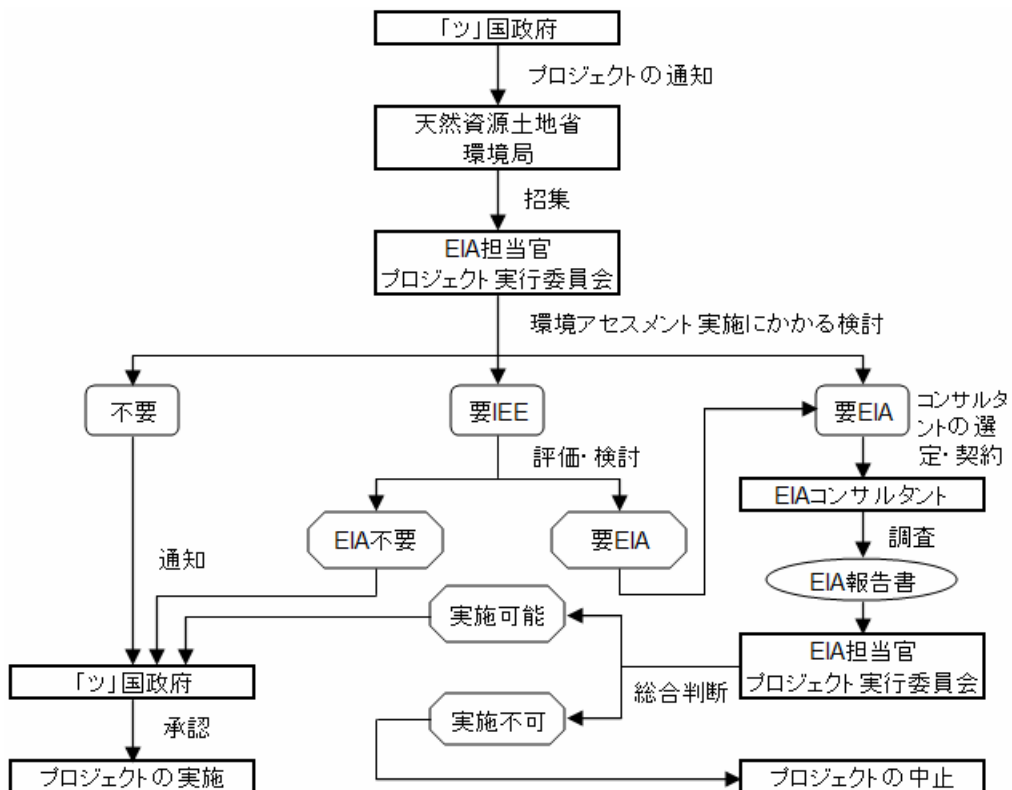 「ツ」国政府
プロジェクトの通知
天然資源土地省
環境局
招集
EIA担当官
プロジェクト実行委員会
環境アセスメント実施にかかる検討
不要
要IEE
要EIA
コンサルタ
ントの選
定・契約
評価・検討
EIAコンサルタント
EIA不要
要EIA
調査
通知
EIA報告書
実施可能
EIA担当官
プロジェクト実行委員会
「ツ」国政府
総合判断
実施不可
承認
プロジェクトの実施
プロジェクトの中止